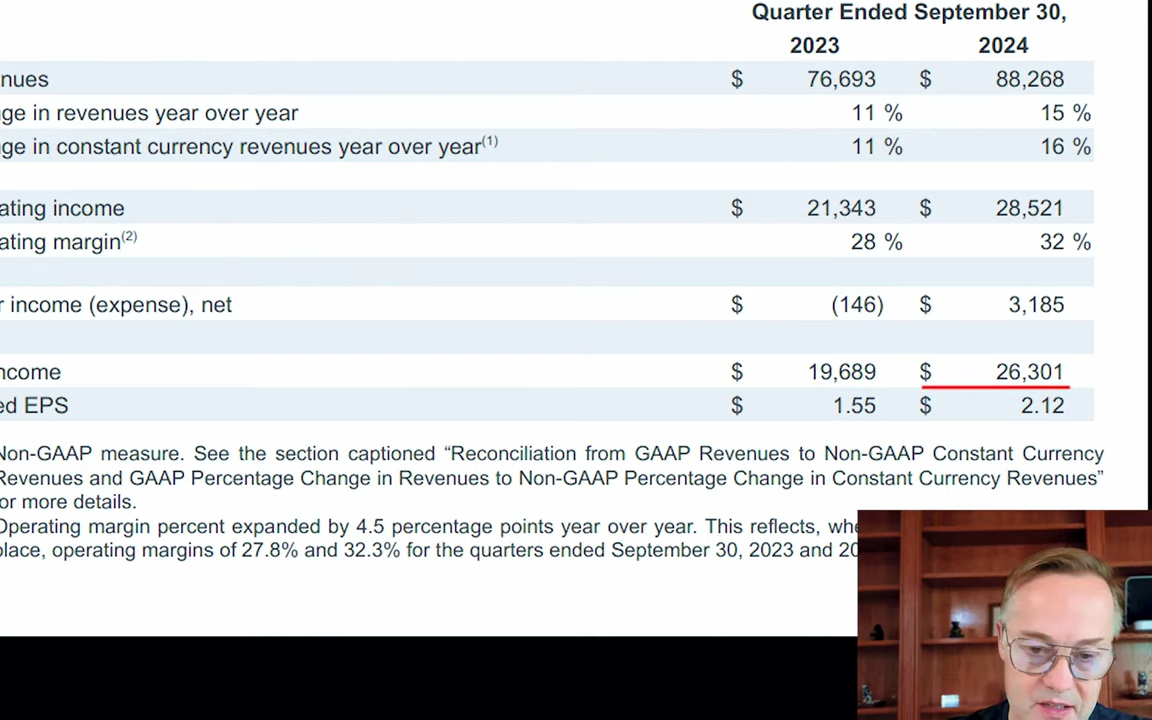 Quarter Ended September 30,
2023 2024
nues $ 76,693 $ 88,268
ge in revenues year over year 11 % 15 %
ge in constant currency revenues year over year(1) 11 % 16 %
ating income $ 21,343 $ 28,521
ating margin(2) 28 % 32 %
r income (expense), net $ (146) $ 3,185
ncome $ 19,689 $ 26,301
ed EPS $ 1.55 $ 2.12
Non-GAAP measure. See the section captioned “Reconciliation from GAAP Revenues to Non-GAAP Constant Currency
Revenues and GAAP Percentage Change in Revenues to Non-GAAP Percentage Change in Constant Currency Revenues”
or more details.
Operating margin percent expanded by 4.5 percentage points year over year. This reflects, whe
place, operating margins of 27.8% and 32.3% for the quarters ended September 30, 2023 and 20